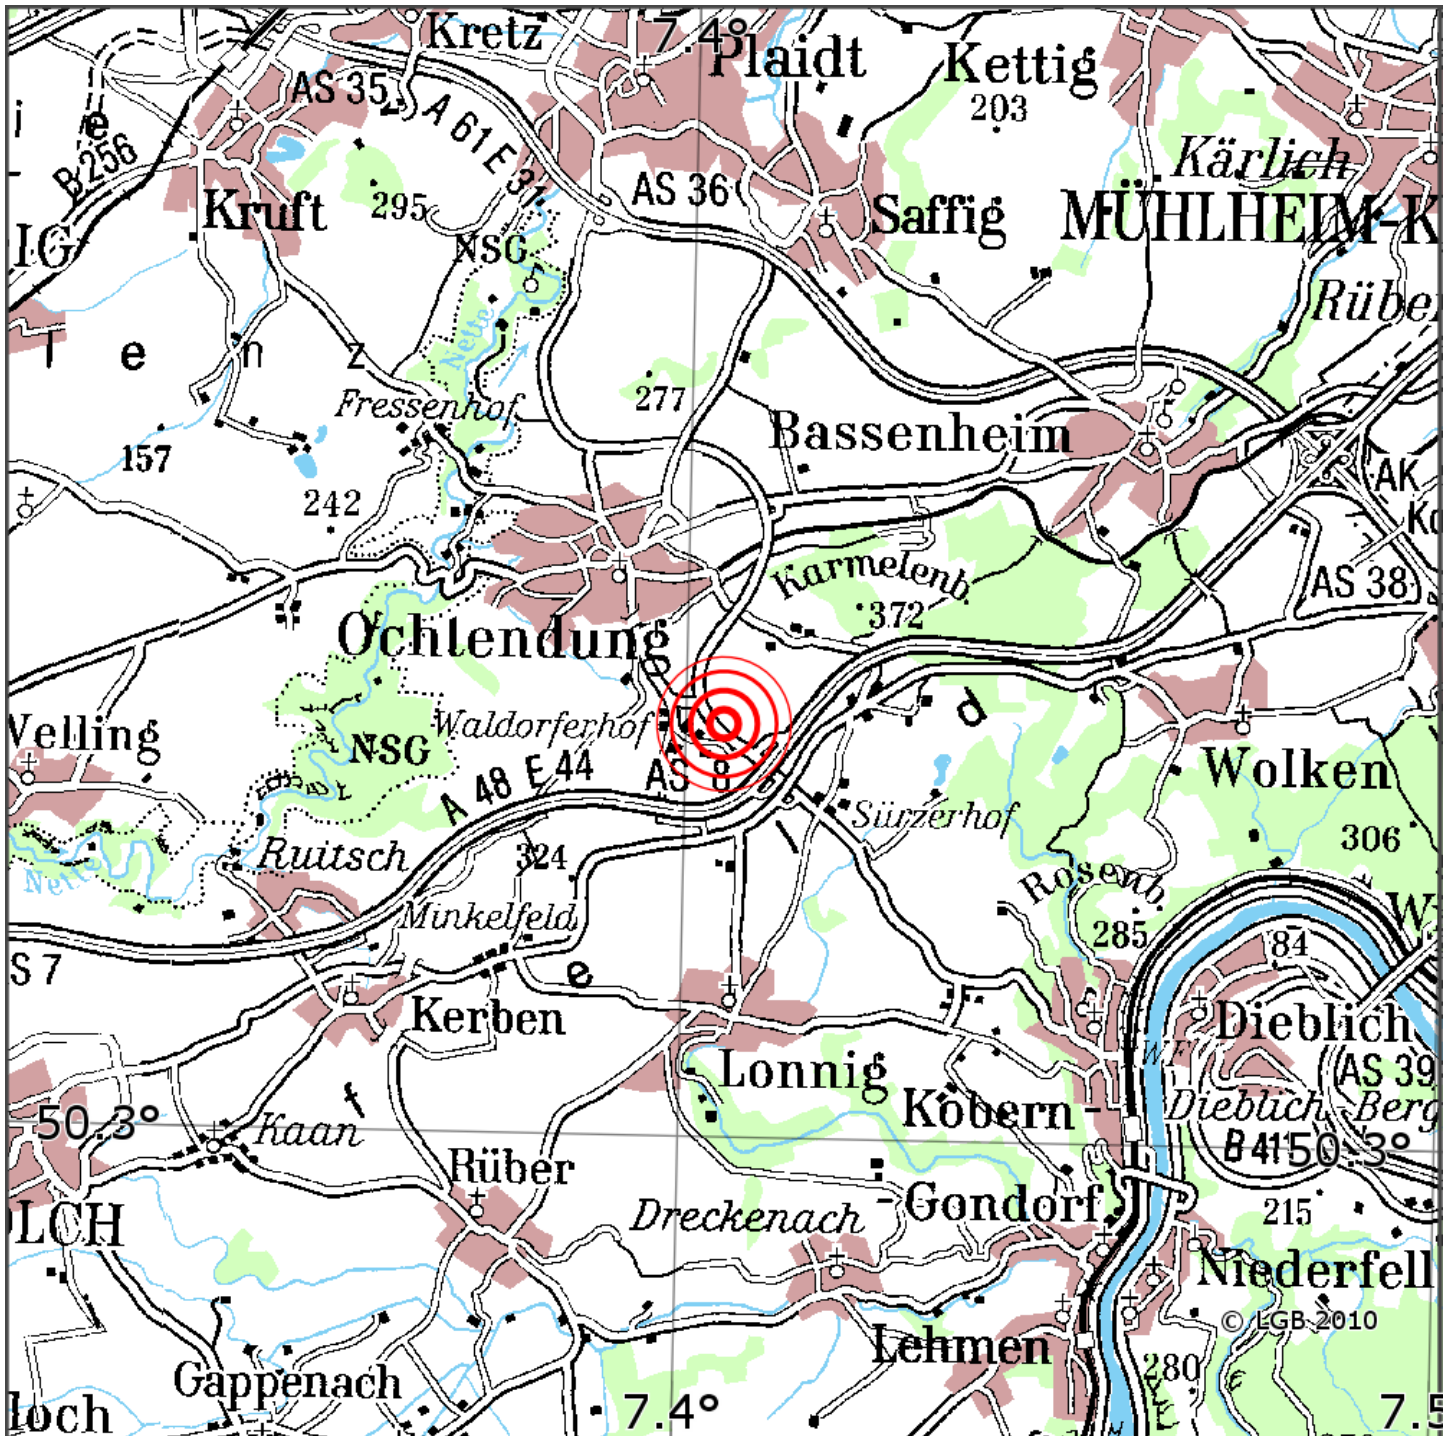 Kretz
7.4°
Plaidt
Kettig
AS 35
A 61 E 31
203
i
e
B 256
Kärlich
295
AS 36
Kruft
Saffig
MÜHLHEIM-K
IG
NSG
Rübe
Nette
l
e
n
z
277
Fressenhof
Bassenheim
157
242
AK
Ko
Karmelenb.
AS 38
372
Ochtendung
Waldorferhof
d
Welling
NSG
A 48 E 44
AS 8
Wolken
Sürzerhof
l
306
Ruitsch
324
Nette
Rosenb.
Minkelfeld
285
W
84
S 7
e
Kerben
Dieblich
W F
Lonnig
AS 39
f
Kobern-
Dieblich-Berg
50.3°
Kaan
B 41
50.3°
Rüber
-Gondorf
Dreckenach
215
OLCH
Niederfell
© LGB 2010
Lehmen
Gappenach
280
loch
7.4°
7.5